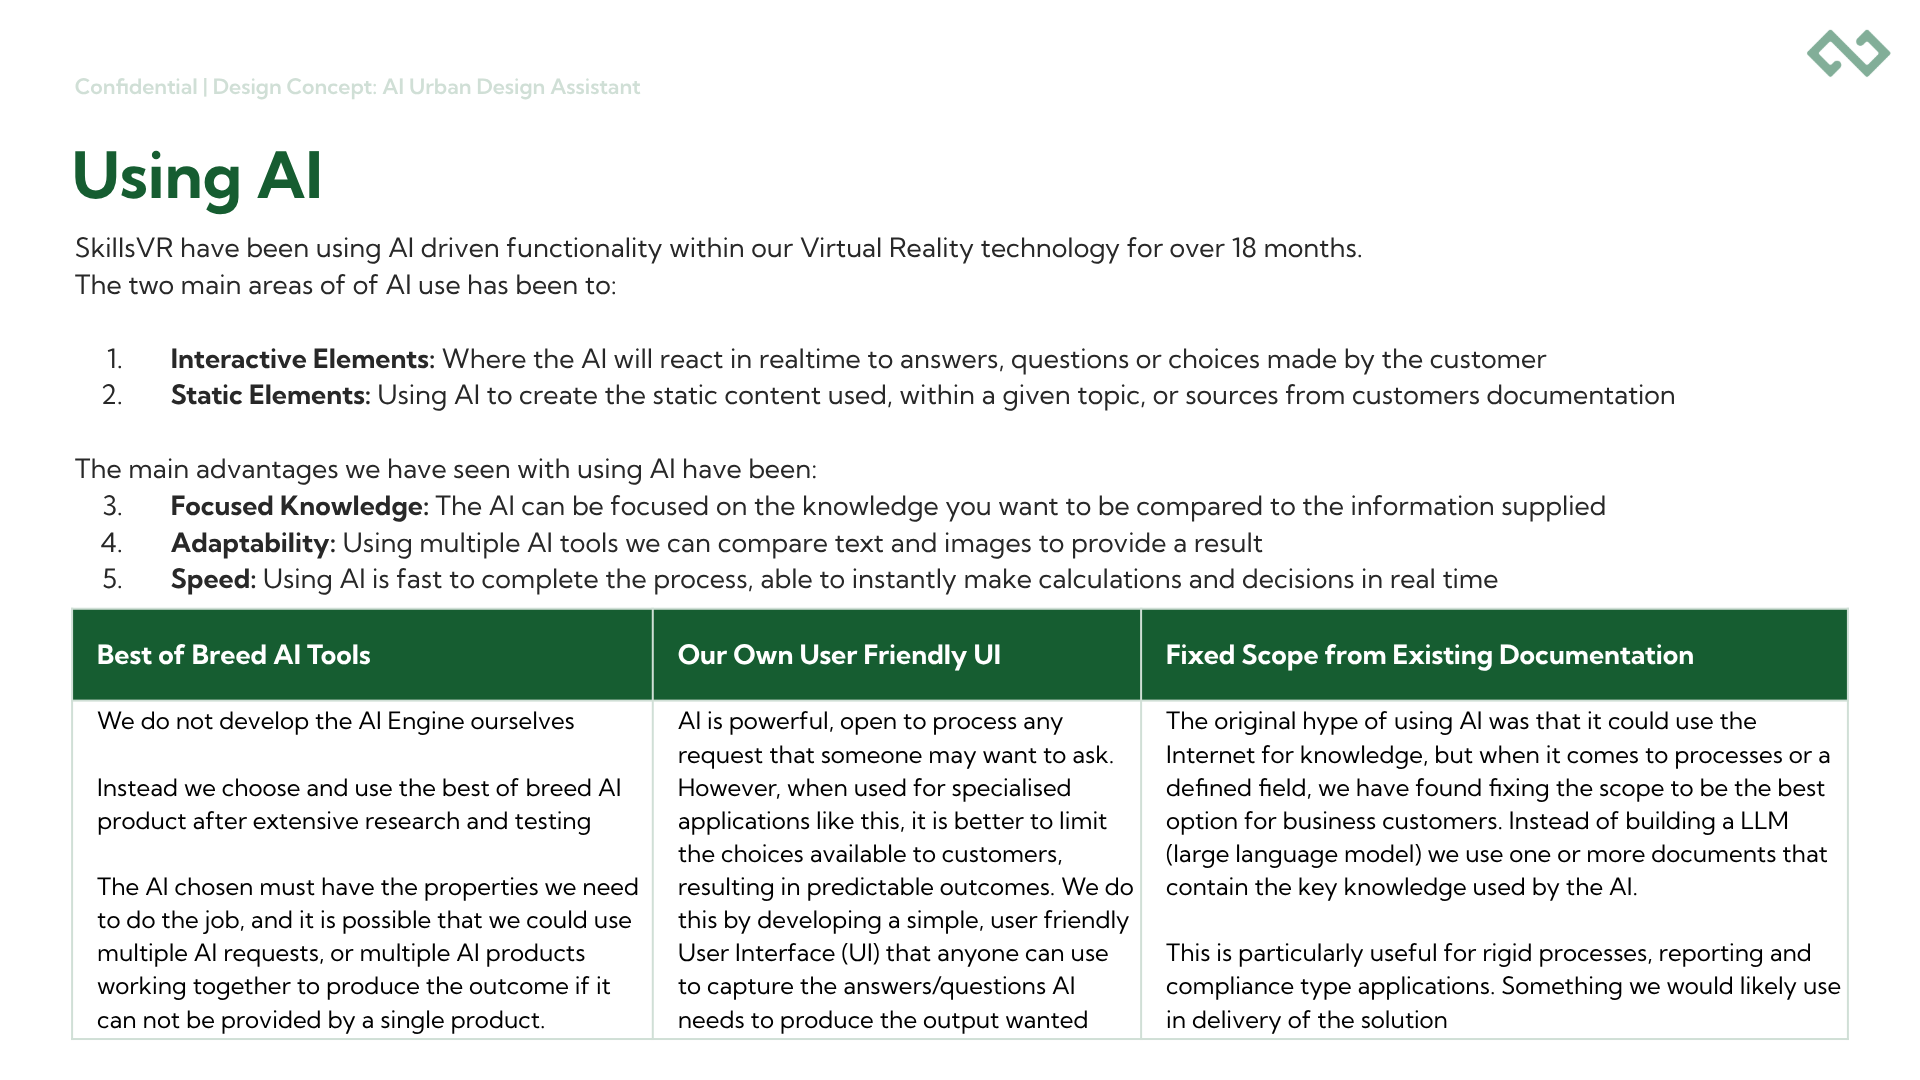 Confidential | Design Concept: AI Urban Design Assistant
Using AI
SkillsVR have been using AI driven functionality within our Virtual Reality technology for over 18 months.
The two main areas of of AI use has been to:
1. Interactive Elements: Where the AI will react in realtime to answers, questions or choices made by the customer
2. Static Elements: Using AI to create the static content used, within a given topic, or sources from customers documentation
The main advantages we have seen with using AI have been:
3. Focused Knowledge: The AI can be focused on the knowledge you want to be compared to the information supplied
4. Adaptability: Using multiple AI tools we can compare text and images to provide a result
5. Speed: Using AI is fast to complete the process, able to instantly make calculations and decisions in real time
Best of Breed AI Tools
We do not develop the AI Engine ourselves
Instead we choose and use the best of breed AI
product after extensive research and testing
The AI chosen must have the properties we need
to do the job, and it is possible that we could use
multiple AI requests, or multiple AI products
working together to produce the outcome if it
can not be provided by a single product.
Our Own User Friendly UI
AI is powerful, open to process any
request that someone may want to ask.
However, when used for specialised
applications like this, it is better to limit
the choices available to customers,
resulting in predictable outcomes. We do
this by developing a simple, user friendly
User Interface (UI) that anyone can use
to capture the answers/questions AI
needs to produce the output wanted
Fixed Scope from Existing Documentation
The original hype of using AI was that it could use the
Internet for knowledge, but when it comes to processes or a
defined field, we have found fixing the scope to be the best
option for business customers. Instead of building a LLM
(large language model) we use one or more documents that
contain the key knowledge used by the AI.
This is particularly useful for rigid processes, reporting and
compliance type applications. Something we would likely use
in delivery of the solution